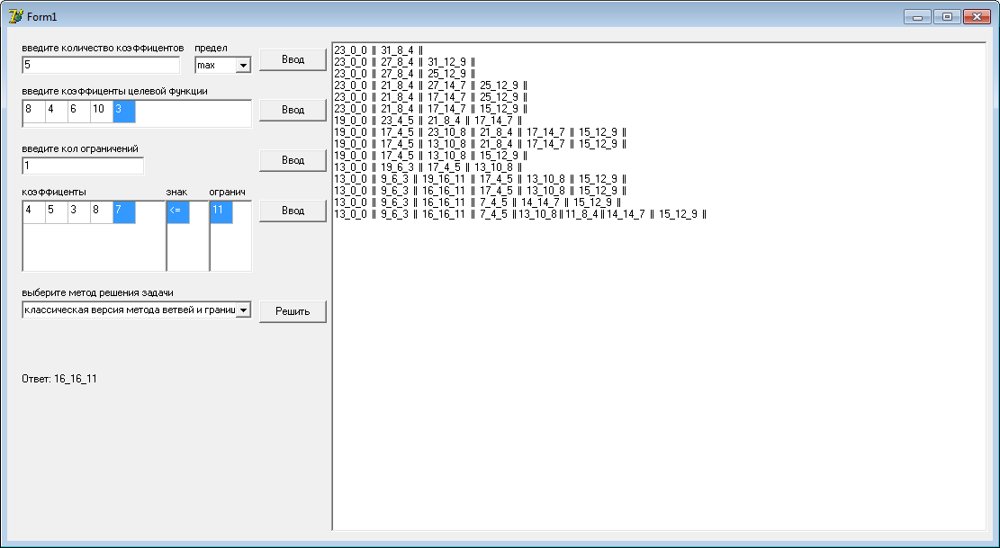 Form1
введите количество коэффицентов предел
5 max Ввод
введите коэффиценты целевой функции
8 4 6 10 3 Ввод
введите кол ограничений
1 Ввод
коэффиценты знак огранич
4 5 3 8 7 <= 11 Ввод
выберите метод решения задачи
классическая версия метода ветвей и границ Решить
Ответ: 16_16_11
23_0_0 || 31_8_4 ||
23_0_0 || 27_8_4 || 31_12_9 ||
23_0_0 || 27_8_4 || 25_12_9 ||
23_0_0 || 21_8_4 || 27_14_7 || 25_12_9 ||
23_0_0 || 21_8_4 || 17_14_7 || 25_12_9 ||
23_0_0 || 21_8_4 || 17_14_7 || 15_12_9 ||
19_0_0 || 23_4_5 || 21_8_4 || 17_14_7 ||
19_0_0 || 17_4_5 || 23_10_8 || 21_8_4 || 17_14_7 || 15_12_9 ||
19_0_0 || 17_4_5 || 13_10_8 || 21_8_4 || 17_14_7 || 15_12_9 ||
19_0_0 || 17_4_5 || 13_10_8 || 15_12_9 ||
13_0_0 || 19_6_3 || 17_4_5 || 13_10_8 ||
13_0_0 || 9_6_3 || 19_16_11 || 17_4_5 || 13_10_8 || 15_12_9 ||
13_0_0 || 9_6_3 || 16_16_11 || 17_4_5 || 13_10_8 || 15_12_9 ||
13_0_0 || 9_6_3 || 16_16_11 || 7_4_5 || 14_14_7 || 15_12_9 ||
13_0_0 || 9_6_3 || 16_16_11 || 7_4_5 ||13_10_8||11_8_4||14_14_7 || 15_12_9 ||